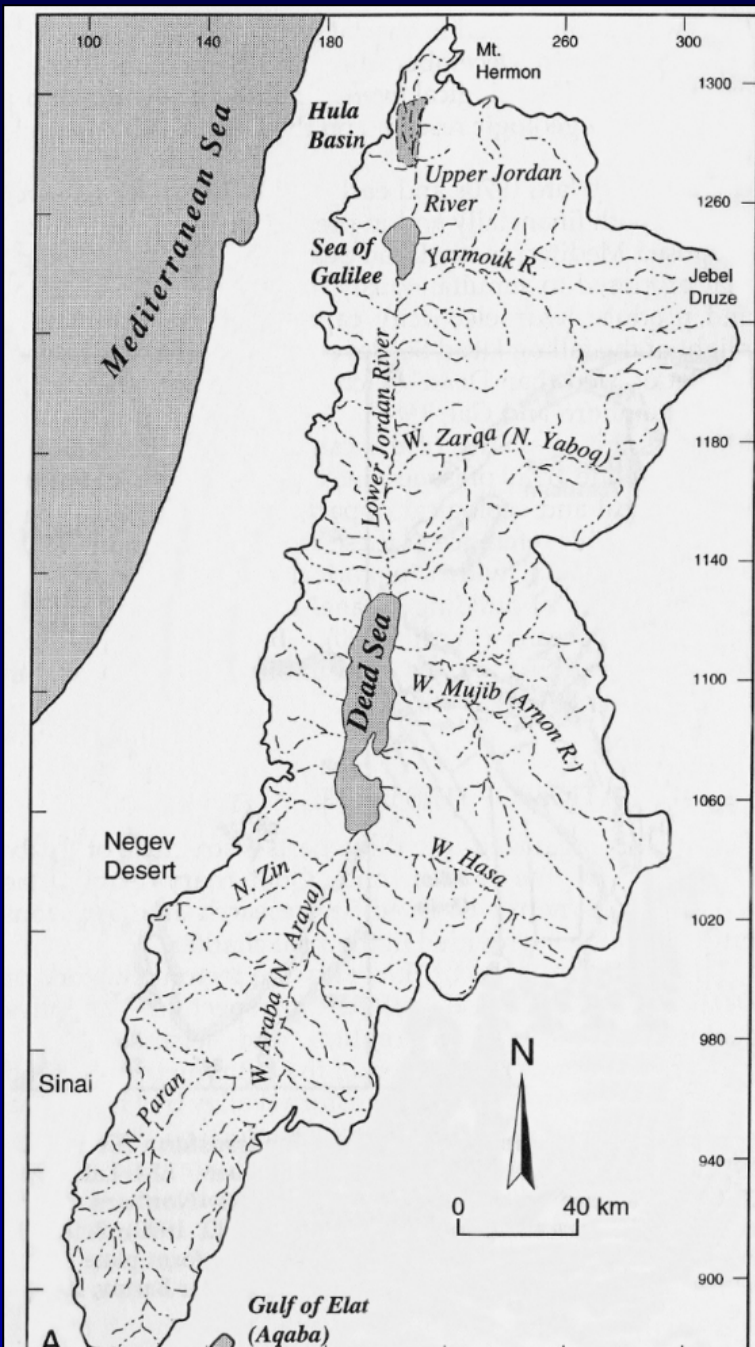 100
140
180
260
300
Mt.
Hermon
1300
Hula
Basin
Mediterranean Sea
Upper Jordan
River
1260
Sea of
Galilee
Yarmouk R.
Jebel
Druze
Lower Jordan River
W. Zarqa (N. Yaboq)
1180
1140
Dead Sea
W. Mujib (Arnon R.)
1100
1060
Negev
Desert
N. Zin
W. Hasa
1020
W. Araba (N. Arava)
980
N
Sinai
N. Paran
940
0 40 km
900
Gulf of Elat
(Aqaba)
A